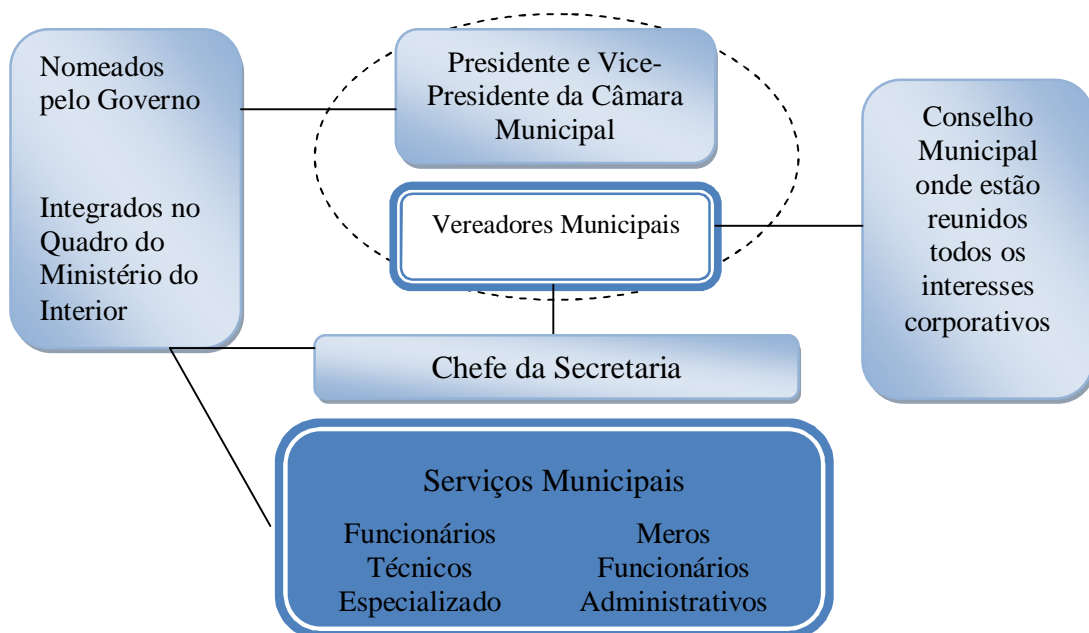 Nomeados
pelo Governo
Integrados no
Quadro do
Ministério do
Interior
Presidente e Vice-
Presidente da Câmara
Municipal
Vereadores Municipais
Conselho
Municipal
onde estão
reunidos
todos os
interesses
corporativos
Chefe da Secretaria
Serviços Municipais
Funcionários
Técnicos
Especializado
Meros
Funcionários
Administrativos